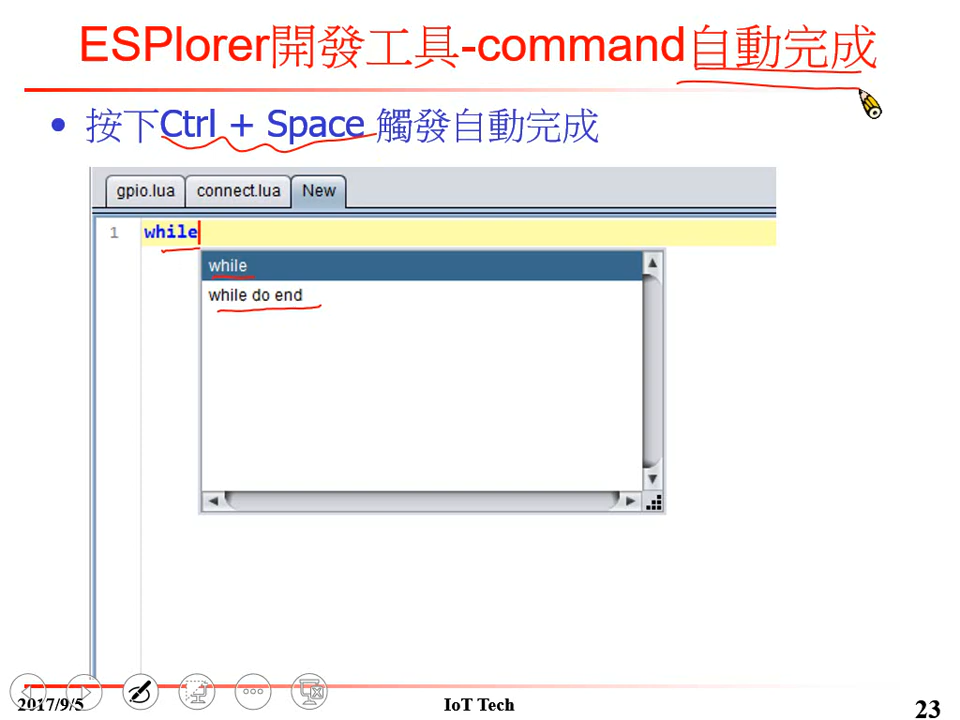 ESPlorer開發工具-command自動完成
• 按下Ctrl + Space 觸發自動完成
gpio.lua connect.lua New
1 while
while
while do end
2017/9/5 IoT Tech 23